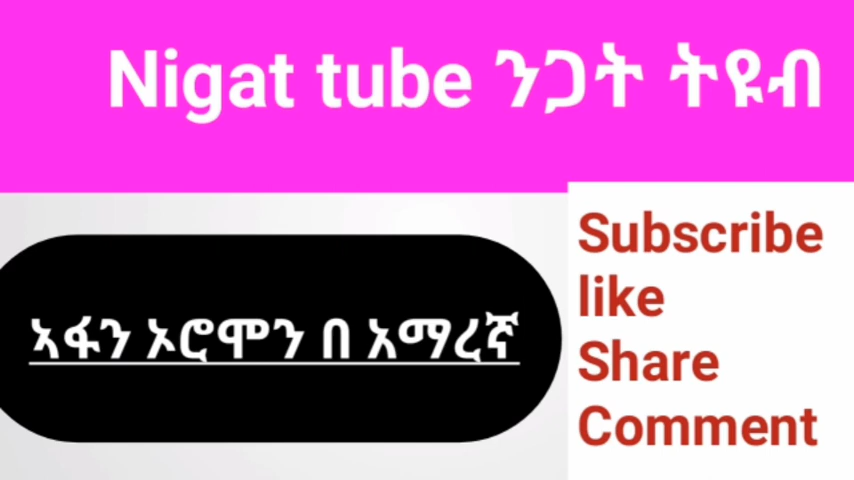 Nigat tube ንጋት ትዩብ
ኣፋን ኦሮሞን በ አማረኛ
Subscribe
like
Share
Comment